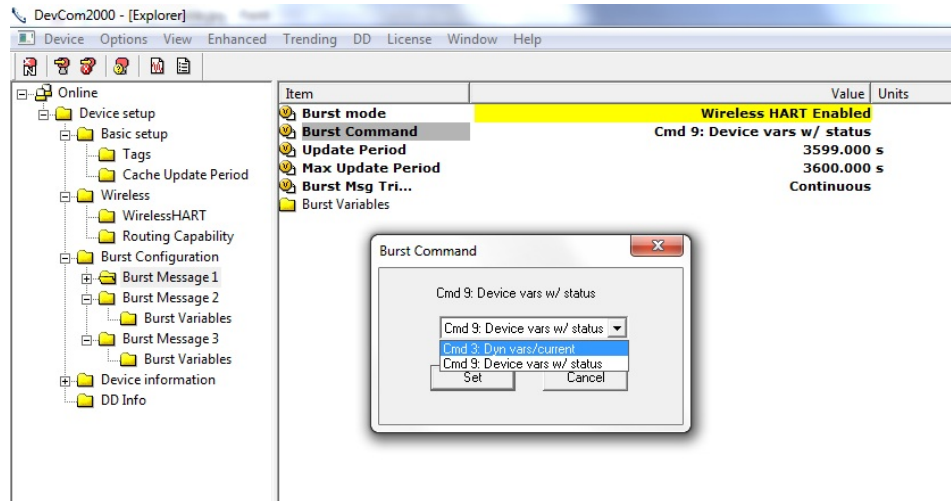 DevCom2000 - [Explorer]
Device Options View Enhanced Trending DD License Window Help
Online
Device setup
Basic setup
Tags
Cache Update Period
Wireless
WirelessHART
Routing Capability
Burst Configuration
Burst Message 1
Burst Message 2
Burst Variables
Burst Message 3
Burst Variables
Device information
DD Info
Item Value Units
Burst mode Wireless HART Enabled
Burst Command Cmd 9: Device vars w/ status
Update Period 3599.000 s
Max Update Period 3600.000 s
Burst Msg Tri... Continuous
Burst Variables
Burst Command
Cmd 9: Device vars w/ status
Cmd 9: Device vars w/ status
Cmd 3: Dyn vars/current
Cmd 9: Device vars w/ status
Set Cancel